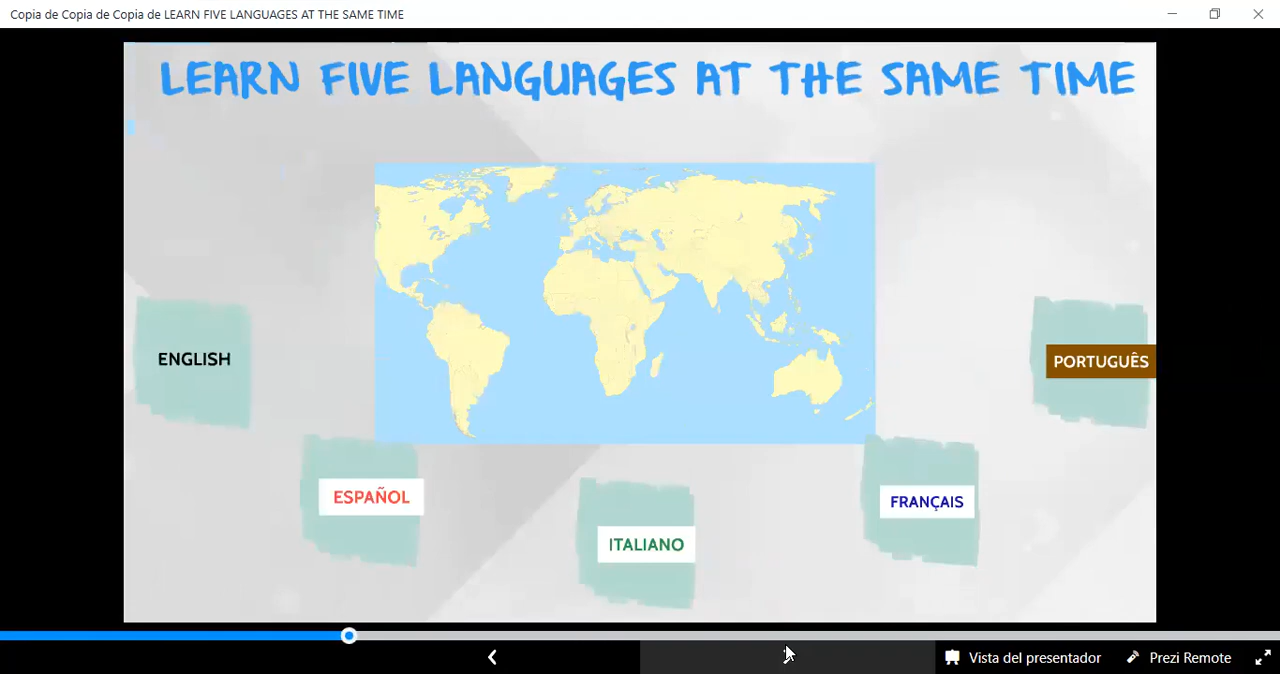 Copia de Copia de Copia de LEARN FIVE LANGUAGES AT THE SAME TIME
LEARN FIVE LANGUAGES AT THE SAME TIME
ENGLISH
PORTUGUÊS
ESPAÑOL
FRANÇAIS
ITALIANO
Vista del presentador
Prezi Remote